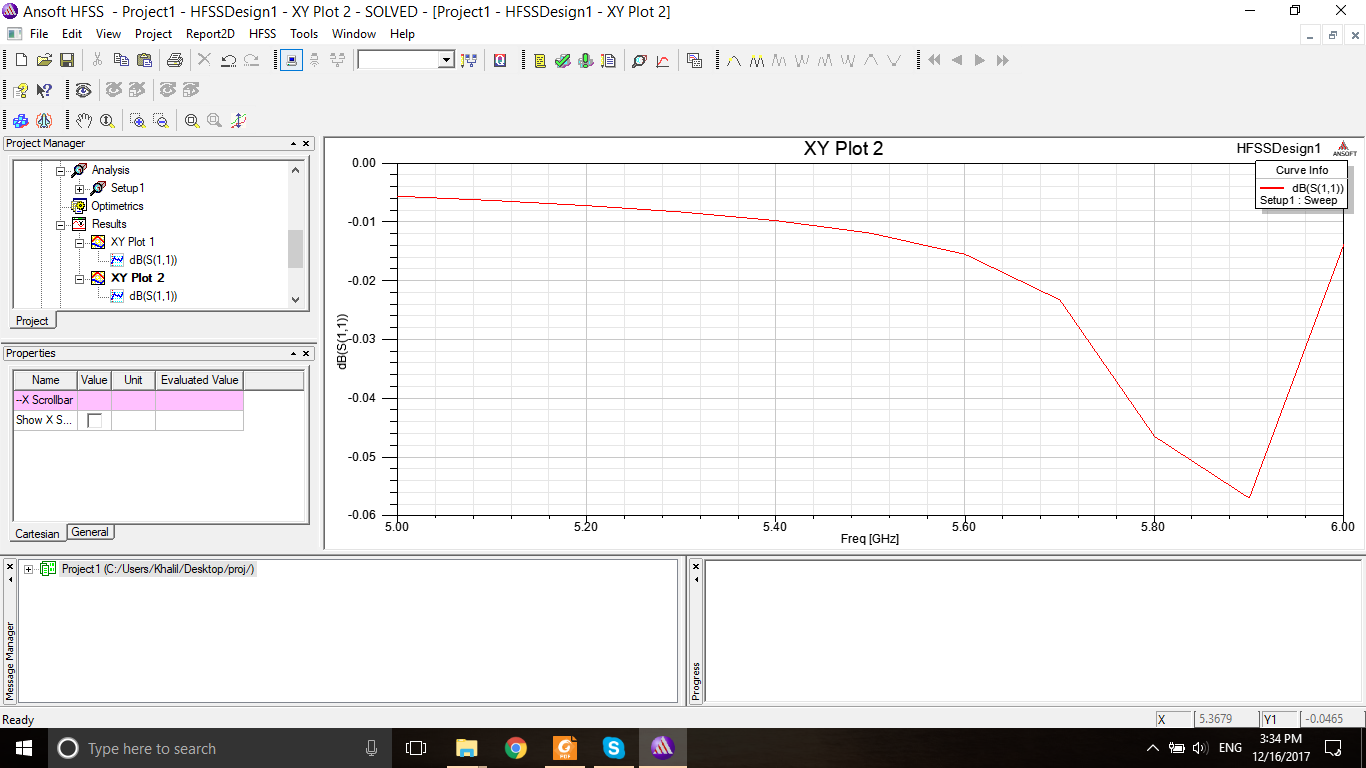 Ansoft HFSS - Project1 - HFSSDesign1 - XY Plot 2 - SOLVED - [Project1 - HFSSDesign1 - XY Plot 2]
File Edit View Project Report2D HFSS Tools Window Help
Project Manager
Analysis
Setup1
Optimetrics
Results
XY Plot 1
dB(S(1,1))
XY Plot 2
dB(S(1,1))
Project
Properties
Name Value Unit Evaluated Value
--X Scrollbar
Show X S...
Cartesian General
XY Plot 2
HFSSDesign1
ANSOFT
Curve Info
dB(S(1,1))
Setup1 : Sweep
0.00
-0.01
-0.02
-0.03
-0.04
-0.05
-0.06
dB(S(1,1))
5.00 5.20 5.40 5.60 5.80 6.00
Freq [GHz]
Message Manager
Project1 (C:/Users/Khalil/Desktop/proj/)
Progress
Ready
X 5.3679 Y1 -0.0465
Type here to search
PDF
ENG
3:34 PM
12/16/2017